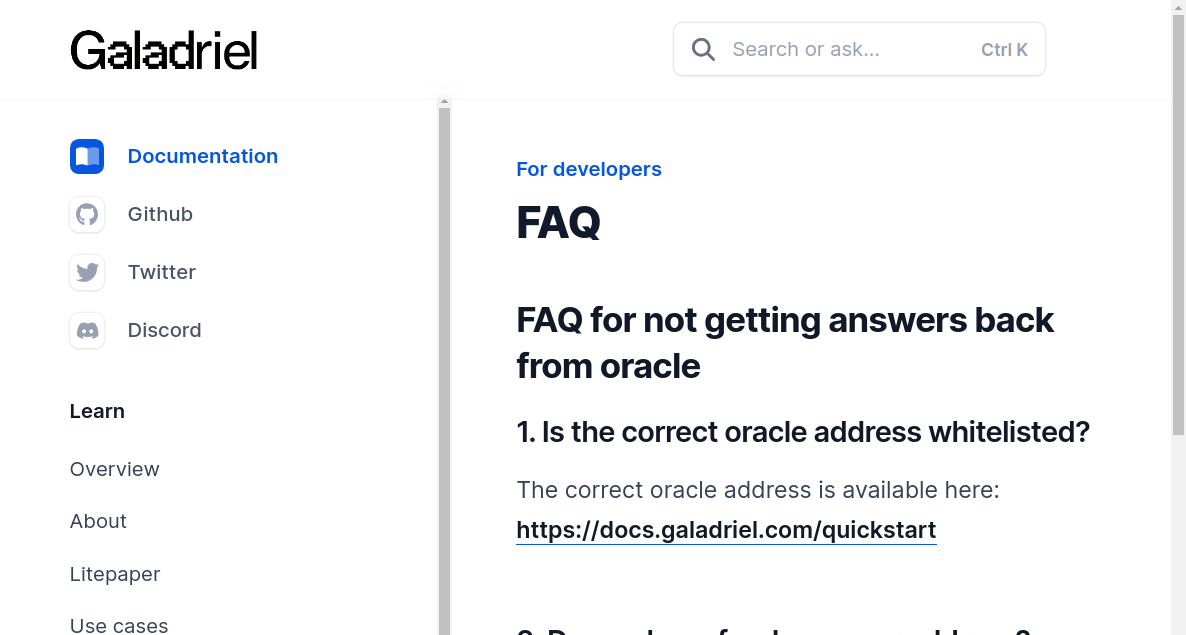 Galadriel
Search or ask...
Ctrl K
Documentation
Github
Twitter
Discord
Learn
Overview
About
Litepaper
Use cases
For developers
FAQ
FAQ for not getting answers back
from oracle
1. Is the correct oracle address whitelisted?
The correct oracle address is available here:
https://docs.galadriel.com/quickstart